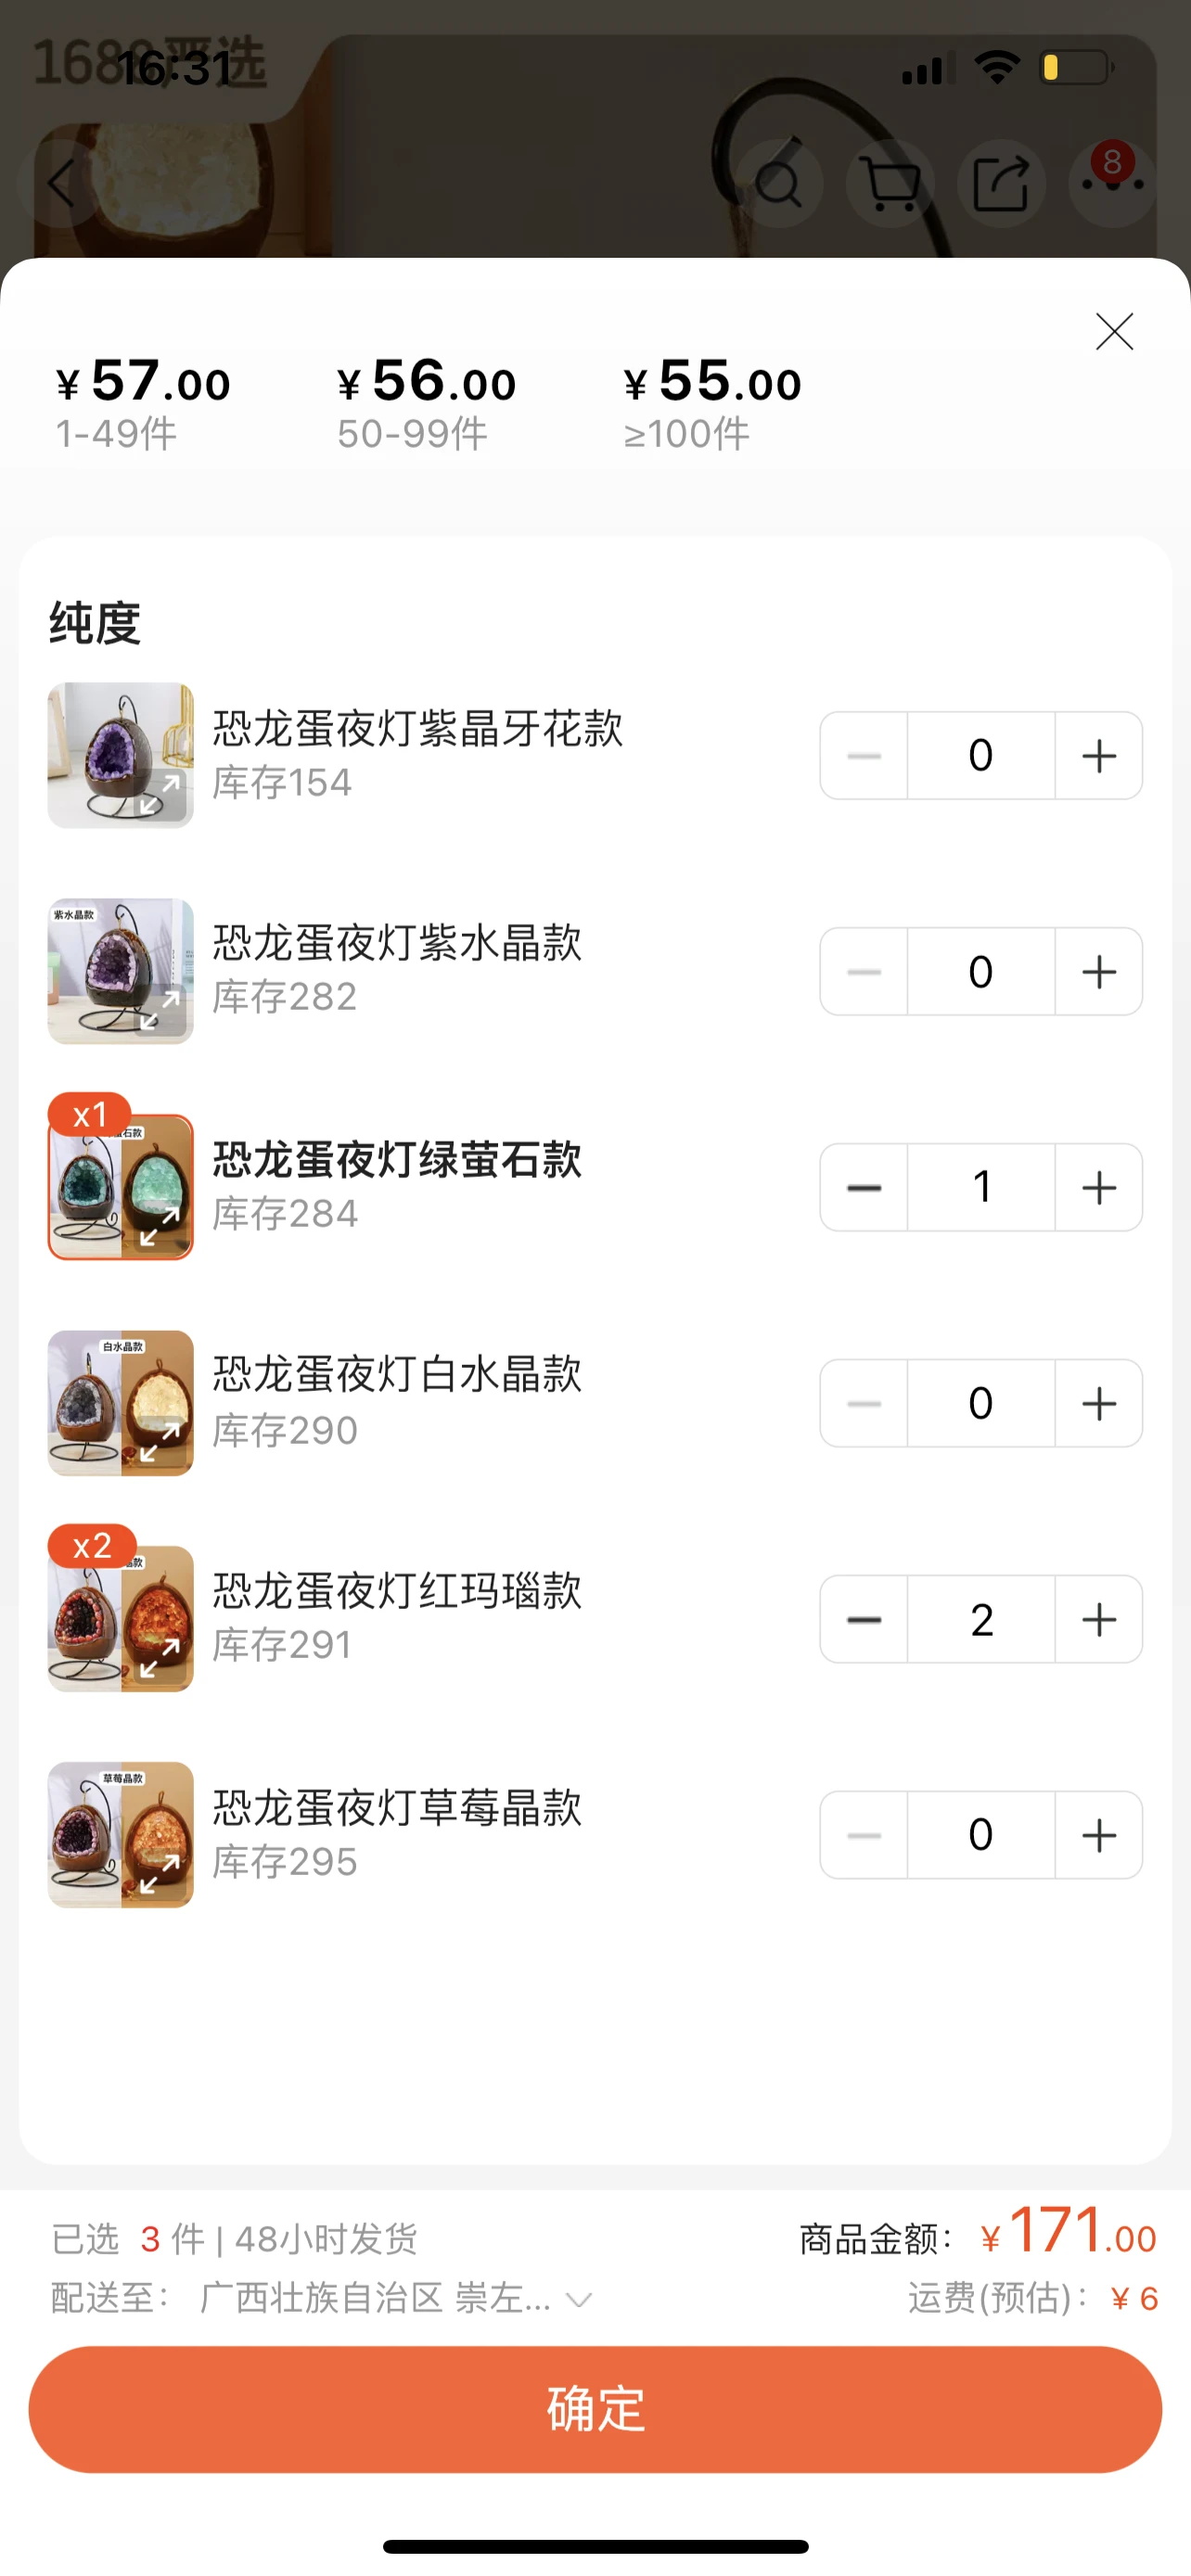 1688严选
16:31
8
¥57.00 ¥56.00 ¥55.00
1-49件 50-99件 ≥100件
纯度
恐龙蛋夜灯紫晶牙花款
库存154
0
紫水晶款
恐龙蛋夜灯紫水晶款
库存282
0
x1
石款
恐龙蛋夜灯绿萤石款
库存284
1
白水晶款
恐龙蛋夜灯白水晶款
库存290
0
x2
款
恐龙蛋夜灯红玛瑙款
库存291
2
草莓晶款
恐龙蛋夜灯草莓晶款
库存295
0
已选 3 件 | 48小时发货 商品金额: ¥171.00
配送至: 广西壮族自治区 崇左... 运费(预估): ¥6
确定